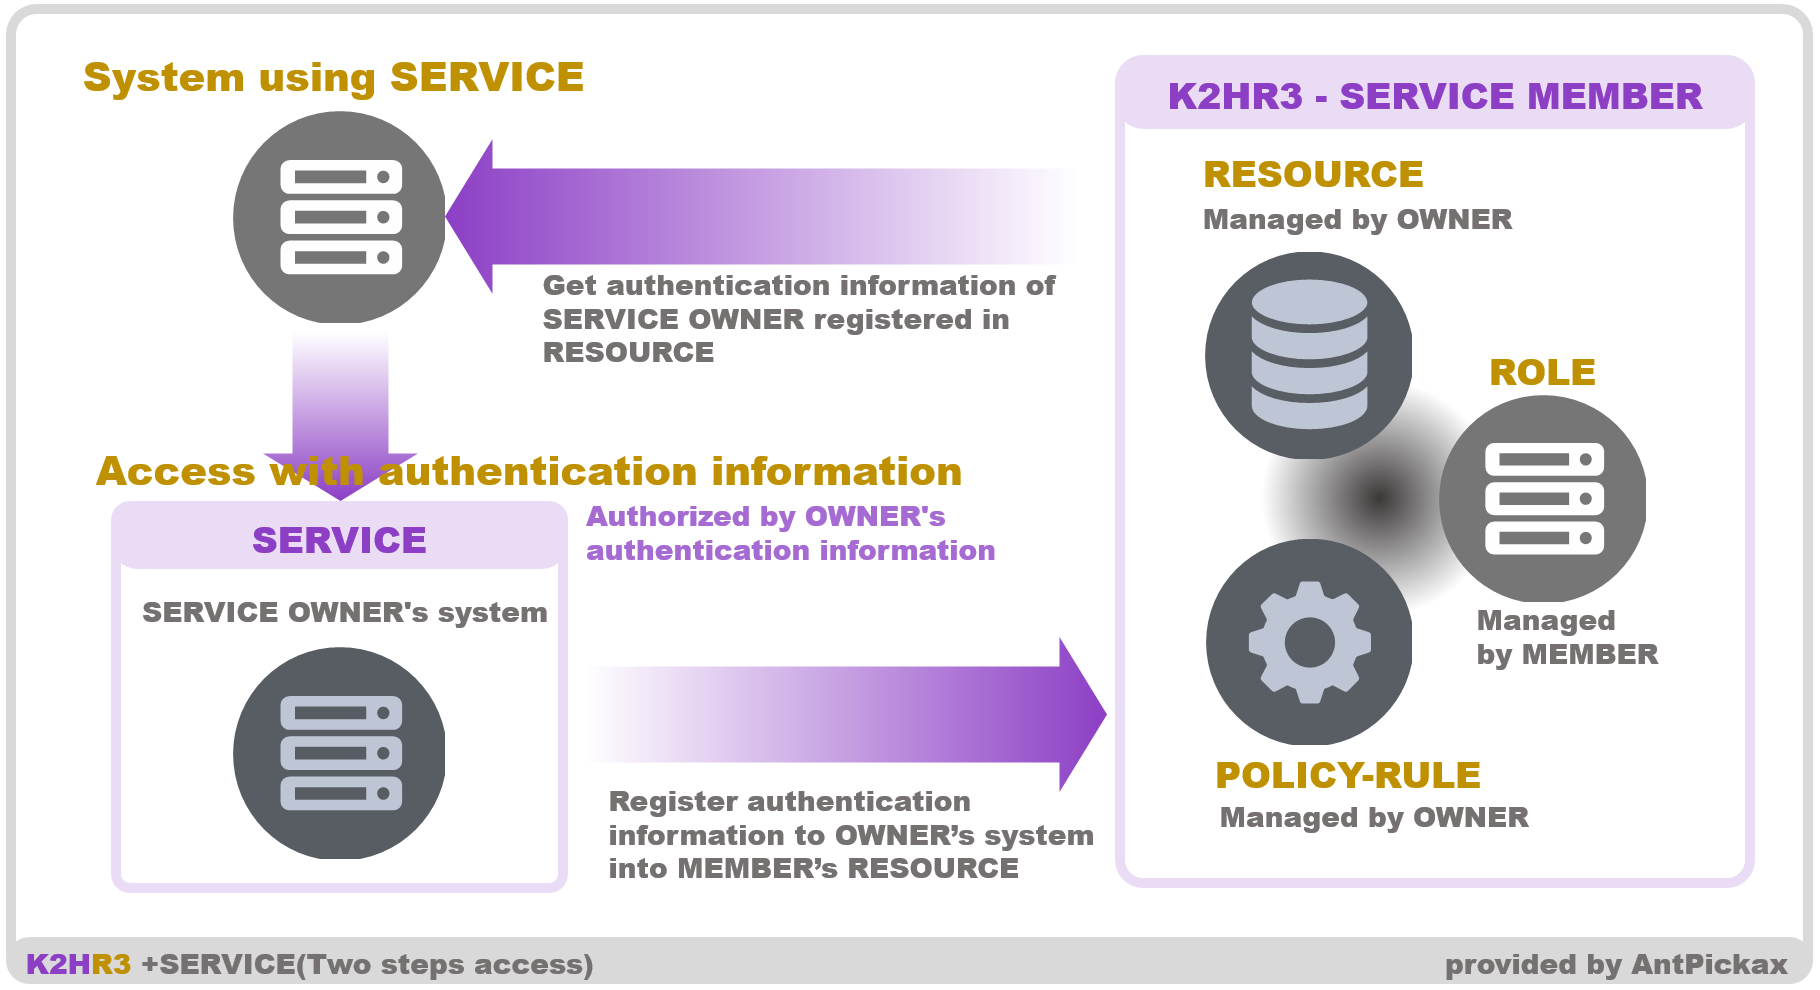 System using SERVICE
K2HR3 - SERVICE MEMBER
RESOURCE
Managed by OWNER
Get authentication information of
SERVICE OWNER registered in
RESOURCE
ROLE
Managed
by MEMBER
Access with authentication information
Authorized by OWNER's
authentication information
SERVICE
SERVICE OWNER's system
Register authentication
information to OWNER’s system
into MEMBER’s RESOURCE
POLICY-RULE
Managed by OWNER
K2HR3 +SERVICE(Two steps access)
provided by AntPickax